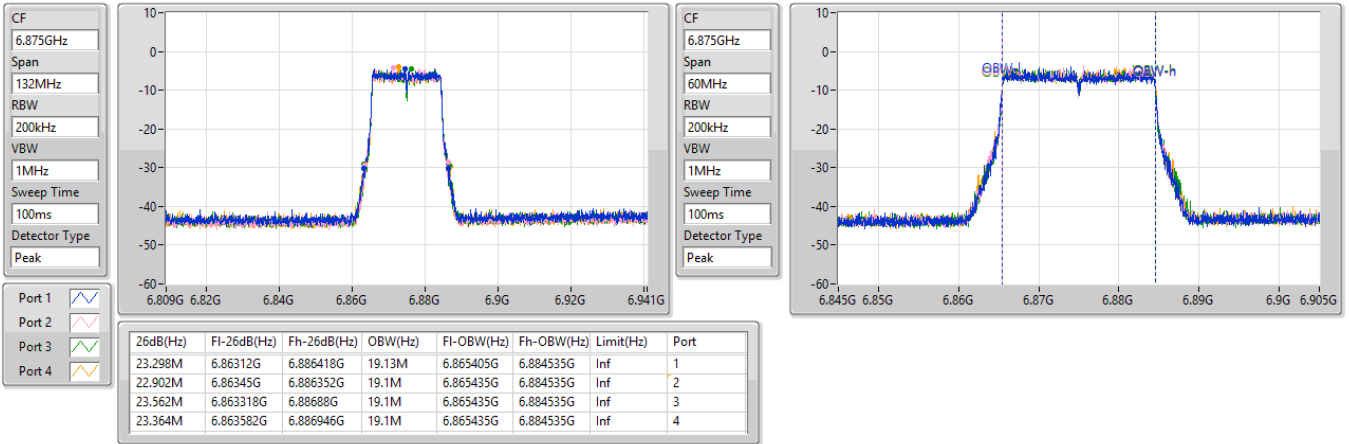 CF
6.875GHz
Span
132MHz
RBW
200kHz
VBW
1MHz
Sweep Time
100ms
Detector Type
Peak
10
0
-10
-20
-30
-40
-50
-60
6.809G 6.82G 6.84G 6.86G 6.88G 6.9G 6.92G 6.941G
CF
6.875GHz
Span
60MHz
RBW
200kHz
VBW
1MHz
Sweep Time
100ms
Detector Type
Peak
10
0
-10
-20
-30
-40
-50
-60
OBW-h
6.845G 6.85G 6.86G 6.87G 6.88G 6.89G 6.9G 6.905G
Port 1
Port 2
Port 3
Port 4
26dB(Hz) Fl-26dB(Hz) Fh-26dB(Hz) OBW(Hz) Fl-OBW(Hz) Fh-OBW(Hz) Limit(Hz) Port
23.298M 6.86312G 6.886418G 19.13M 6.865405G 6.884535G Inf 1
22.902M 6.86345G 6.886352G 19.1M 6.865435G 6.884535G Inf 2
23.562M 6.863318G 6.88688G 19.1M 6.865435G 6.884535G Inf 3
23.364M 6.863582G 6.886946G 19.1M 6.865435G 6.884535G Inf 4